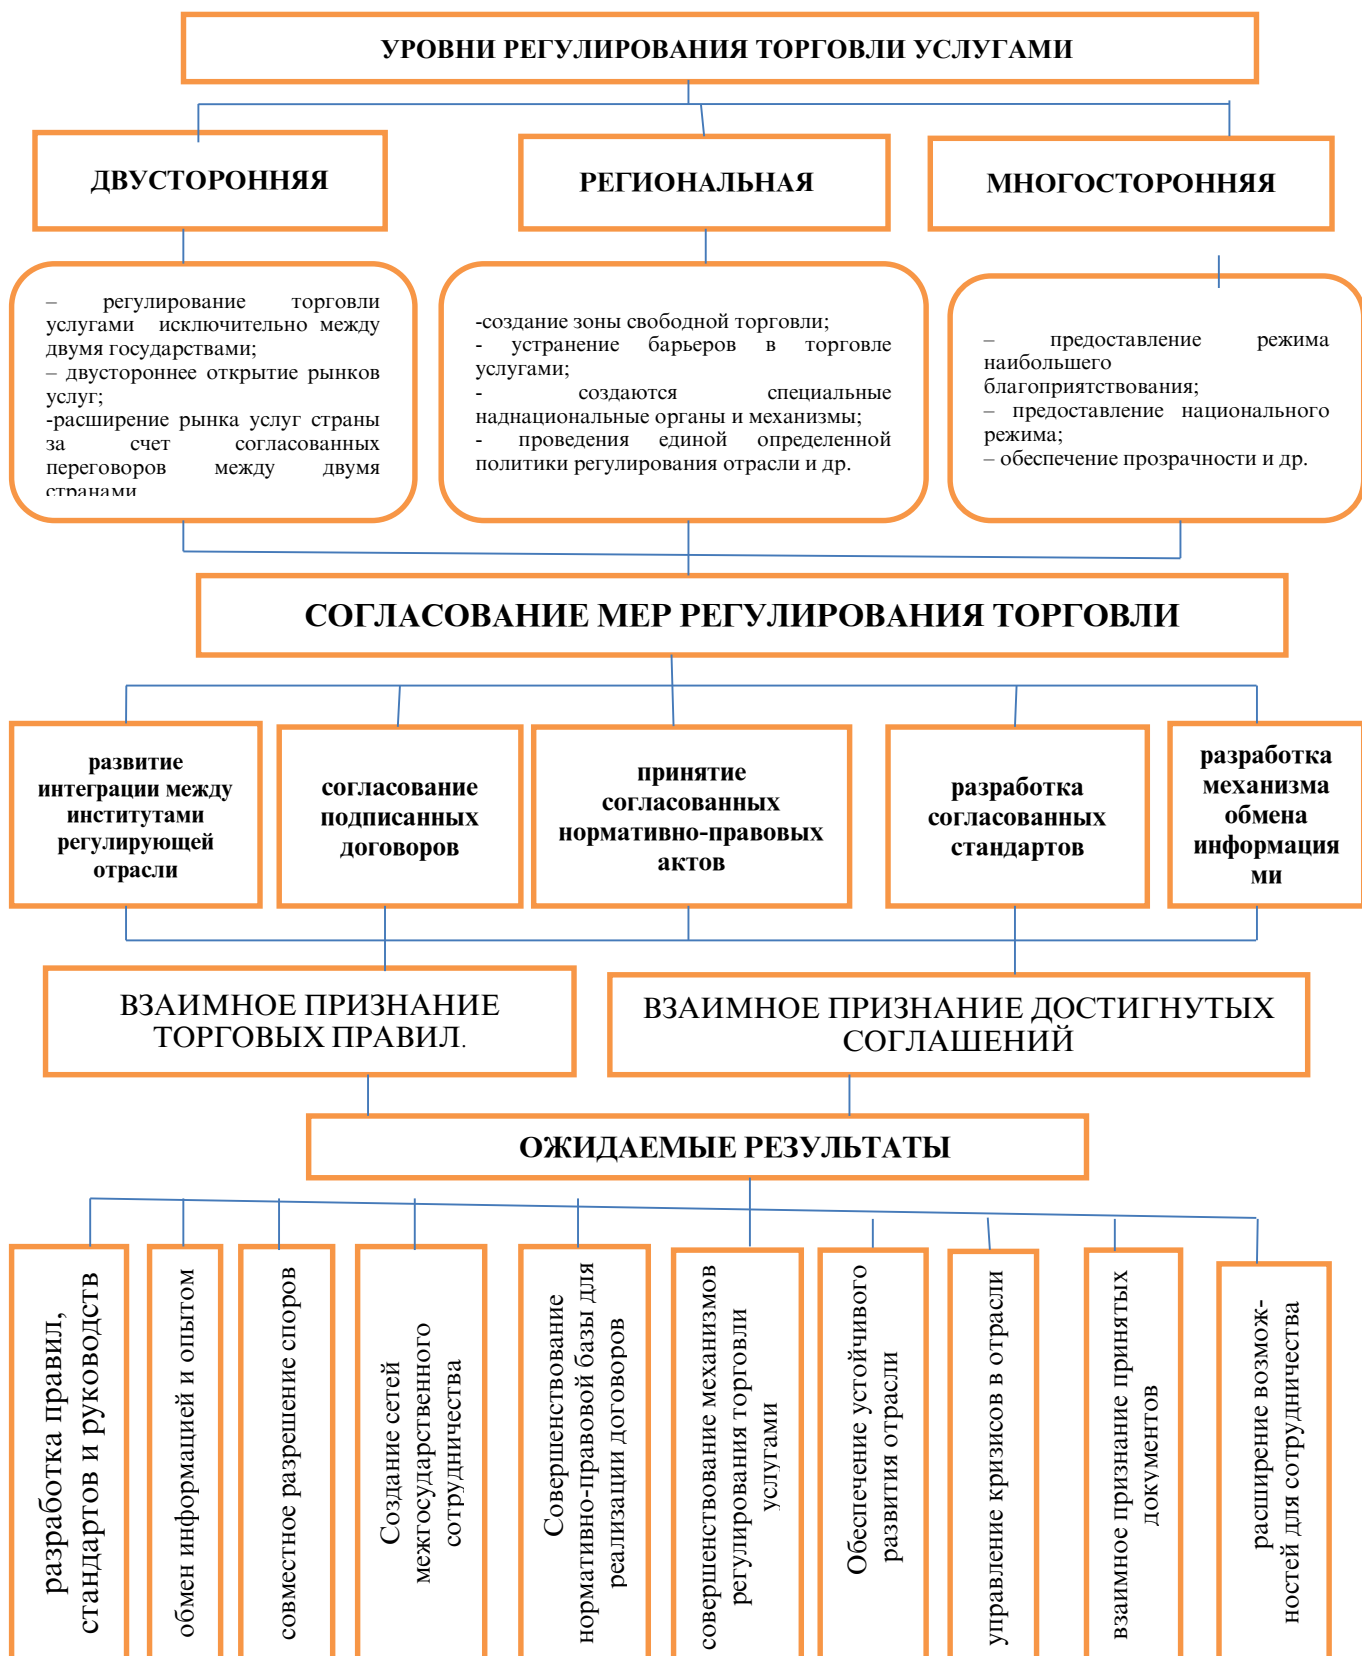 УРОВНИ РЕГУЛИРОВАНИЯ ТОРГОВЛИ УСЛУГАМИ
ДВУСТОРОННЯЯ
РЕГИОНАЛЬНАЯ
МНОГОСТОРОННЯЯ
– регулирование торговли
услугами исключительно между
двумя государствами;
– двустороннее открытие рынков
услуг;
-расширение рынка услуг страны
за счет согласованных
переговоров между двумя
странами
-создание зоны свободной торговли;
- устранение барьеров в торговле
услугами;
- создаются специальные
наднациональные органы и механизмы;
- проведения единой определенной
политики регулирования отрасли и др.
– предоставление режима
наибольшего
благоприятствования;
– предоставление национального
режима;
– обеспечение прозрачности и др.
СОГЛАСОВАНИЕ МЕР РЕГУЛИРОВАНИЯ ТОРГОВЛИ
развитие
интеграции между
институтами
регулирующей
отрасли
согласование
подписанных
договоров
принятие
согласованных
нормативно-правовых
актов
разработка
согласованных
стандартов
разработка
механизма
обмена
информация
ми
ВЗАИМНОЕ ПРИЗНАНИЕ
ТОРГОВЫХ ПРАВИЛ.
ВЗАИМНОЕ ПРИЗНАНИЕ ДОСТИГНУТЫХ
СОГЛАШЕНИЙ
ОЖИДАЕМЫЕ РЕЗУЛЬТАТЫ
разработка правил,
стандартов и руководств
обмен информацией и опытом
совместное разрешение споров
Создание сетей
межгосударственного
сотрудничества
Совершенствование
нормативно-правовой базы для
реализации договоров
совершенствование механизмов
регулирования торговли
услугами
Обеспечение устойчивого
развития отрасли
управление кризисов в отрасли
взаимное признание принятых
документов
расширение возмож-
ностей для сотрудничества